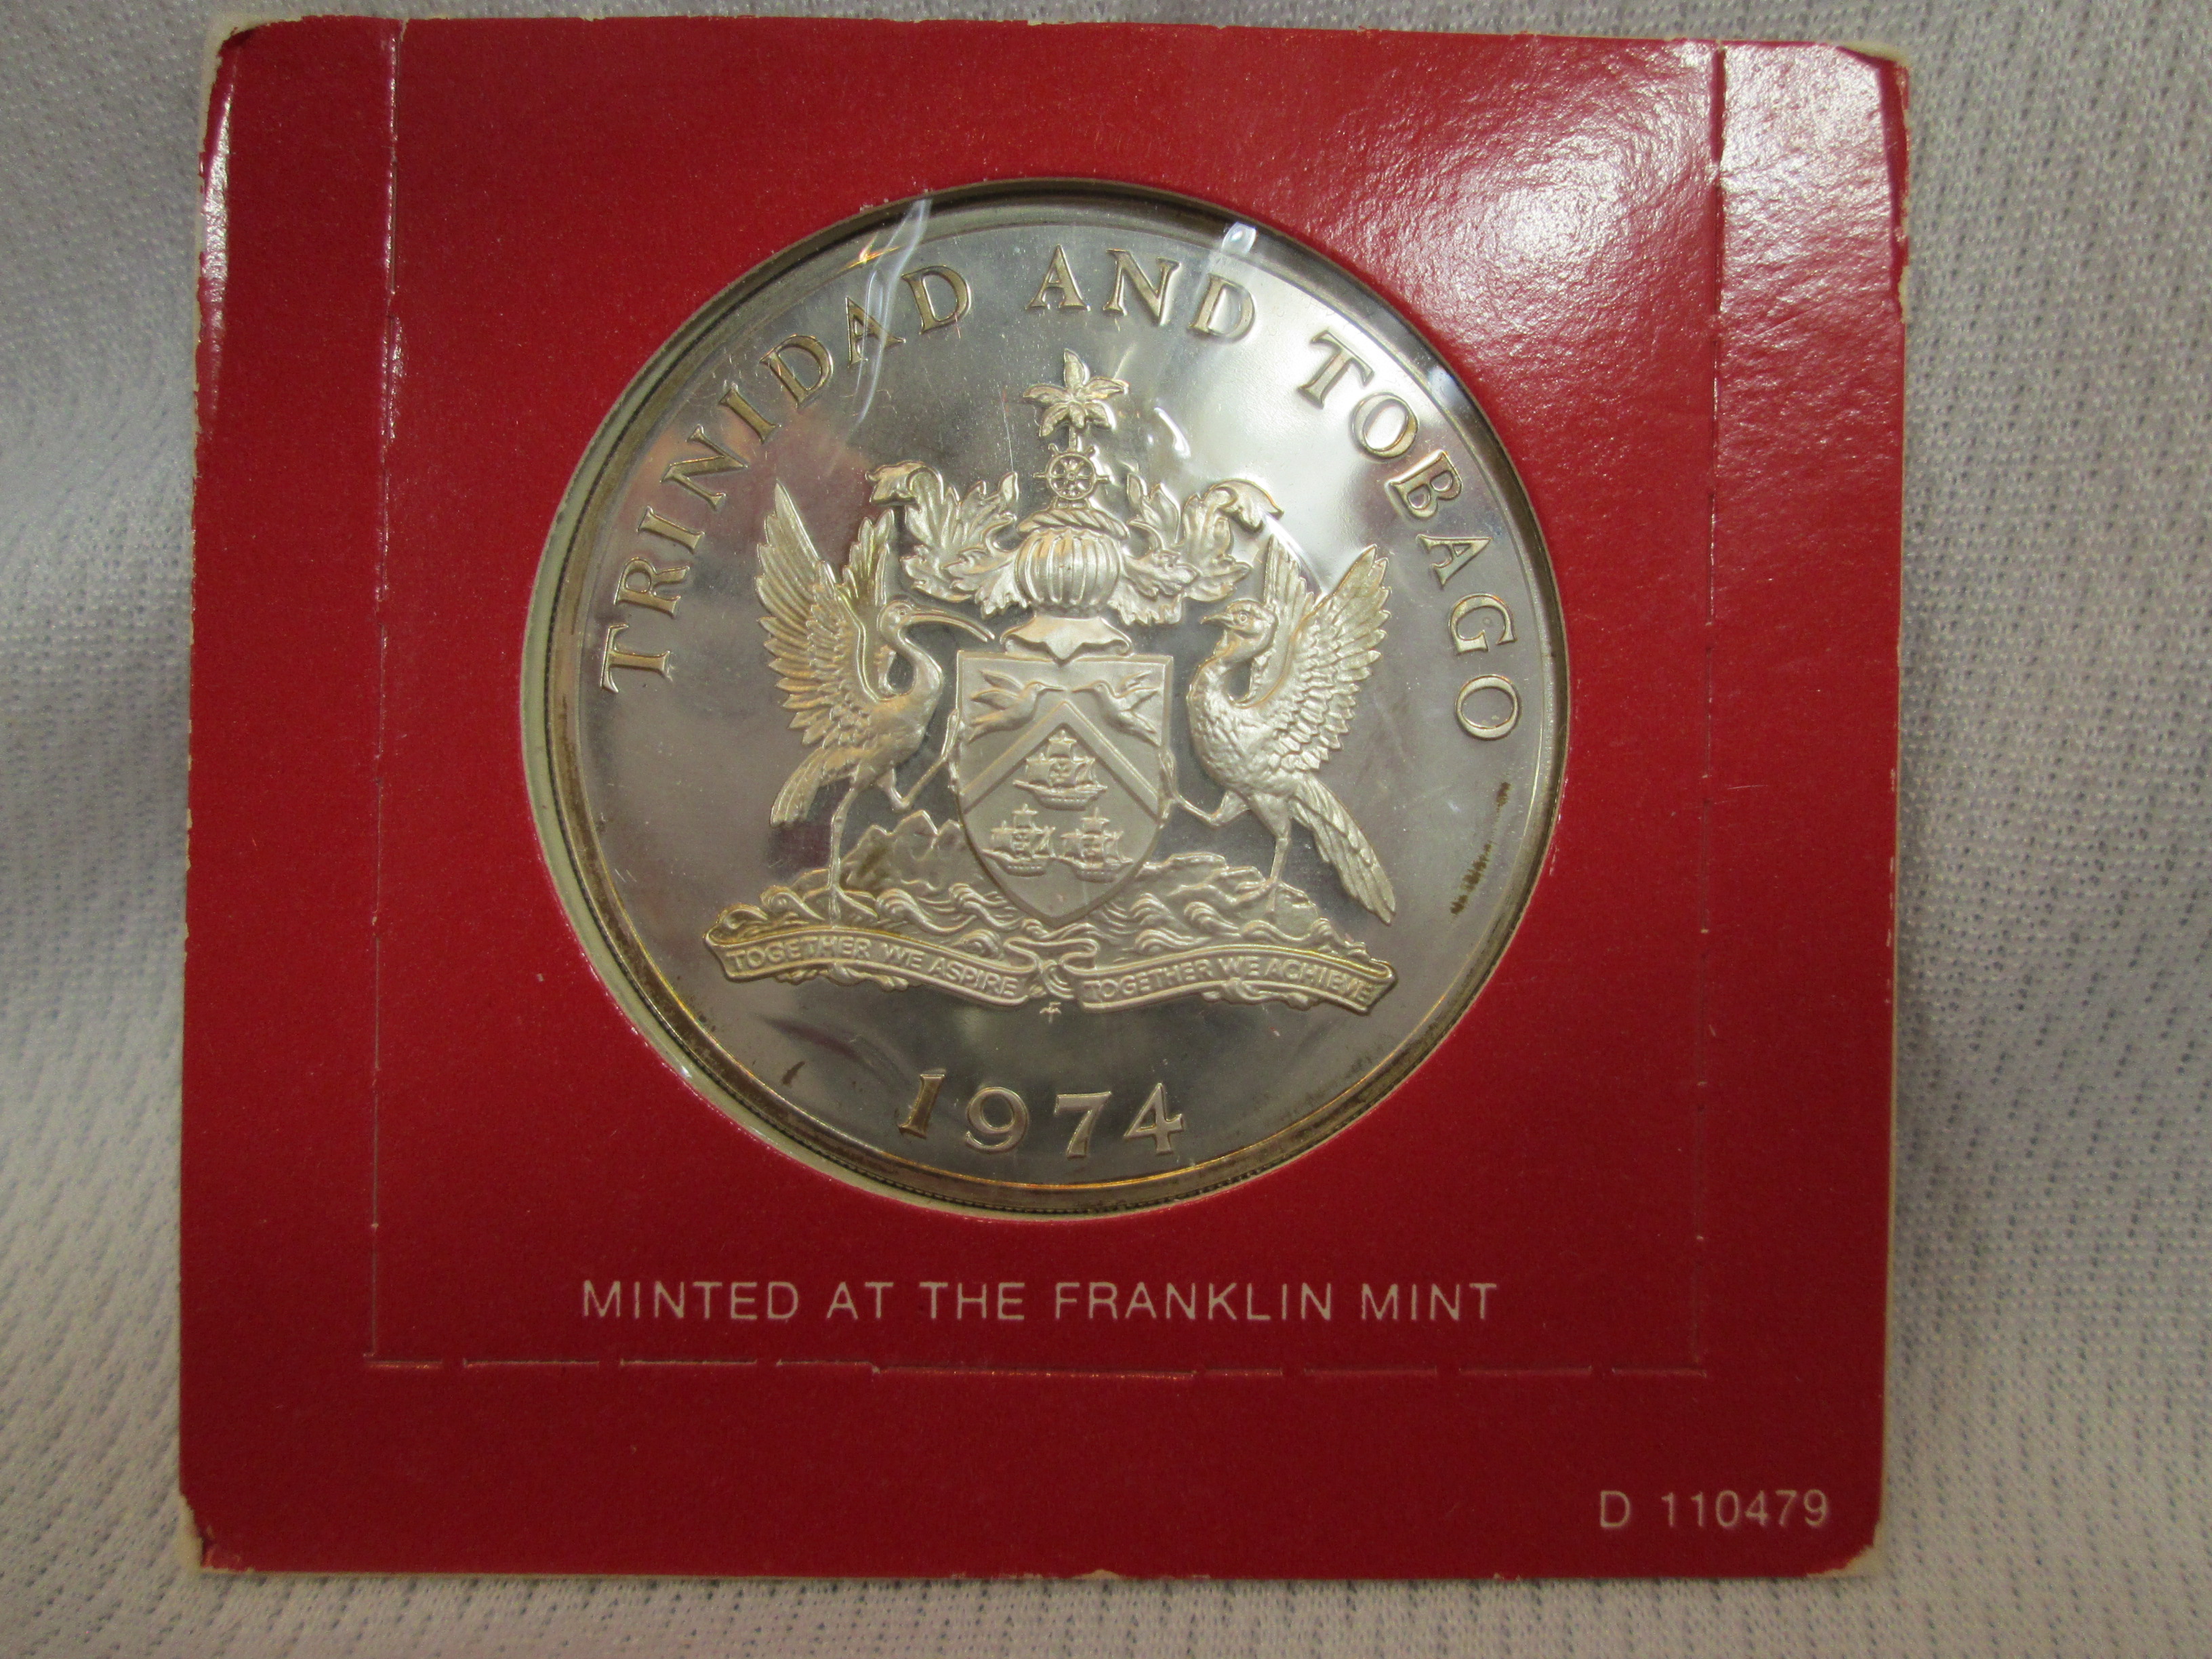 TRINIDAD AND TOBAGO
TOGETHER WE ASPIRE TOGETHER WE ACHIEVE
1974
MINTED AT THE FRANKLIN MINT
D 110479